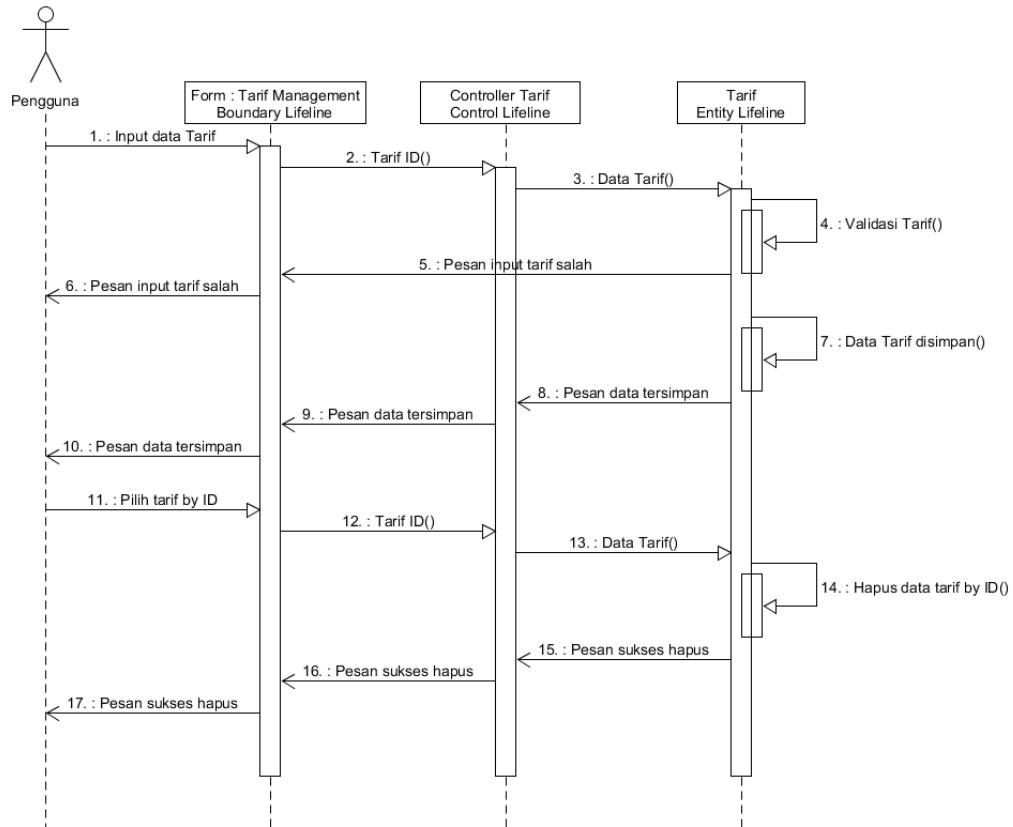 Pengguna
Form : Tarif Management
Boundary Lifeline
Controller Tarif
Control Lifeline
Tarif
Entity Lifeline
1. : Input data Tarif
2. : Tarif ID()
3. : Data Tarif()
4. : Validasi Tarif()
5. : Pesan input tarif salah
6. : Pesan input tarif salah
7. : Data Tarif disimpan()
8. : Pesan data tersimpan
9. : Pesan data tersimpan
10. : Pesan data tersimpan
11. : Pilih tarif by ID
12. : Tarif ID()
13. : Data Tarif()
14. : Hapus data tarif by ID()
15. : Pesan sukses hapus
16. : Pesan sukses hapus
17. : Pesan sukses hapus